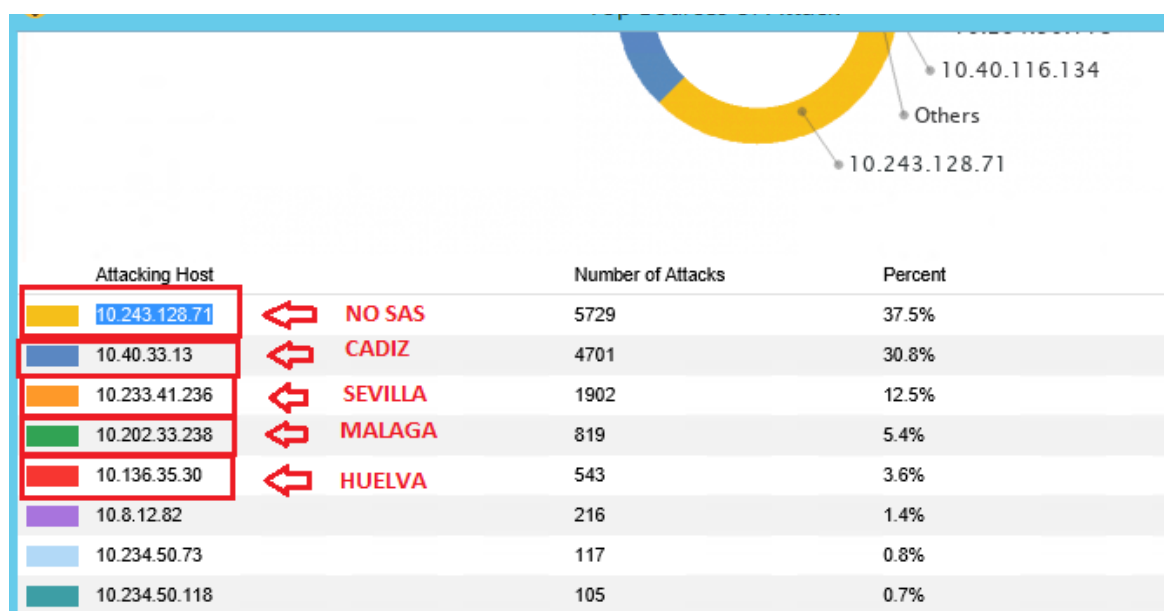 10.40.116.134
Others
10.243.128.71
Attacking Host Number of Attacks Percent
10.243.128.71 NO SAS 5729 37.5%
10.40.33.13 CADIZ 4701 30.8%
10.233.41.236 SEVILLA 1902 12.5%
10.202.33.238 MALAGA 819 5.4%
10.136.35.30 HUELVA 543 3.6%
10.8.12.82 216 1.4%
10.234.50.73 117 0.8%
10.234.50.118 105 0.7%